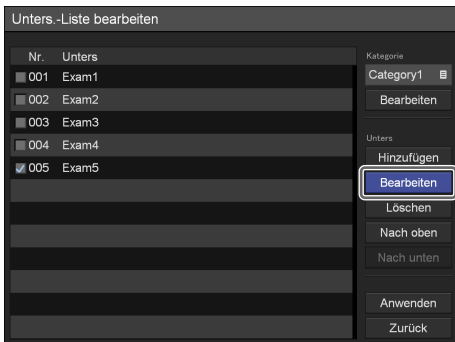 Unters.-Liste bearbeiten
Nr. Unters
001 Exam1
002 Exam2
003 Exam3
004 Exam4
005 Exam5
Kategorie
Category1
Bearbeiten
Unters
Hinzufügen
Bearbeiten
Löschen
Nach oben
Nach unten
Anwenden
Zurück